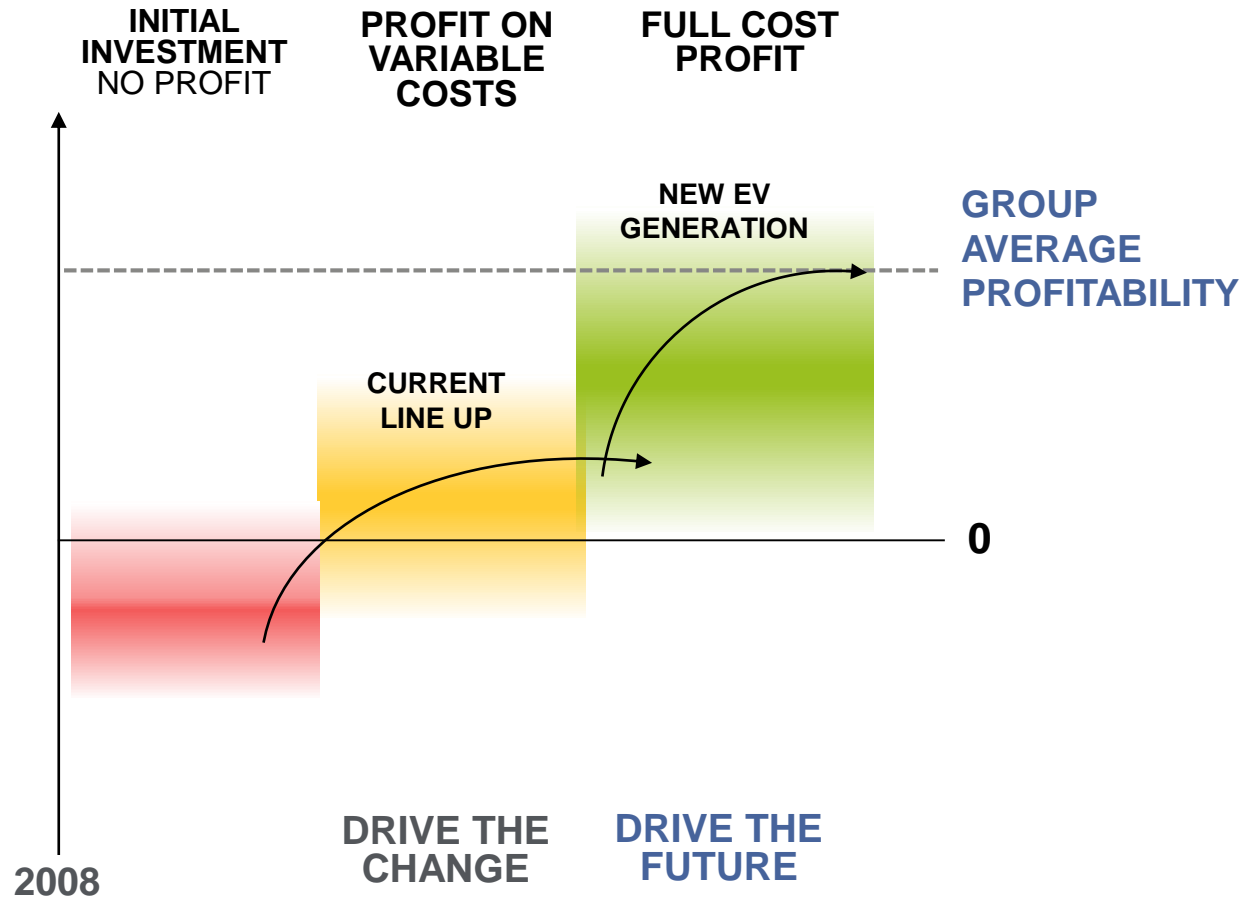 INITIAL
INVESTMENT
NO PROFIT
PROFIT ON
VARIABLE
COSTS
FULL COST
PROFIT
NEW EV
GENERATION
GROUP
AVERAGE
PROFITABILITY
CURRENT
LINE UP
0
DRIVE THE
CHANGE
DRIVE THE
FUTURE
2008